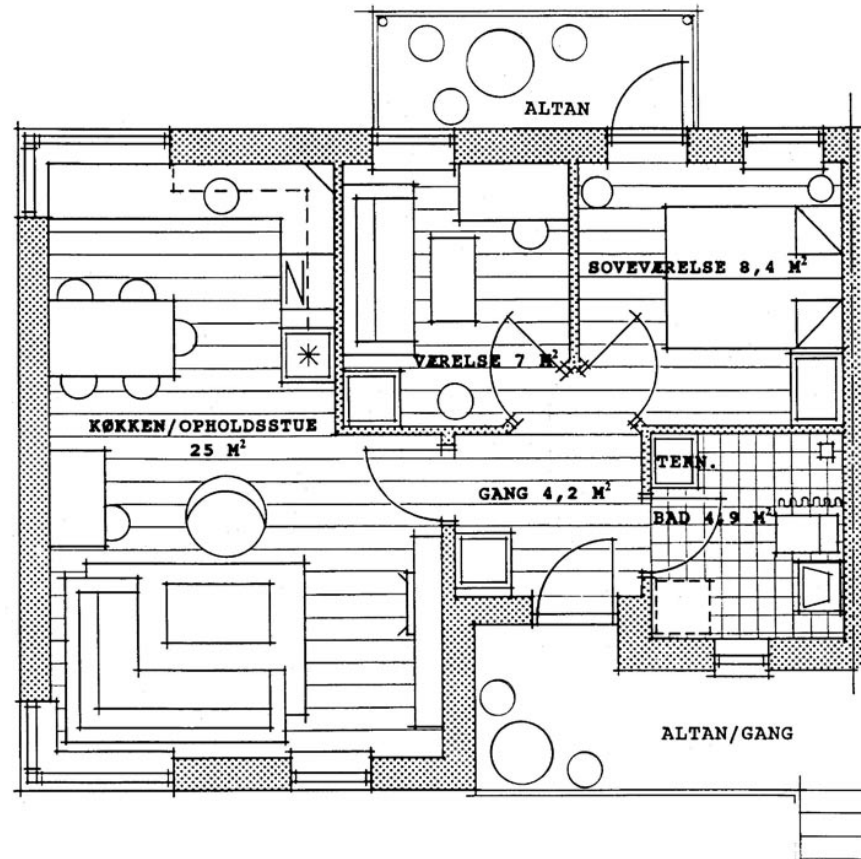 ALTAN
SOVEVÆRELSE 8,4 M²
VÆRELSE 7 M²
KØKKEN/OPHOLDSSTUE
25 M²
TEKN.
GANG 4,2 M²
BAD 4,9 M²
ALTAN/GANG